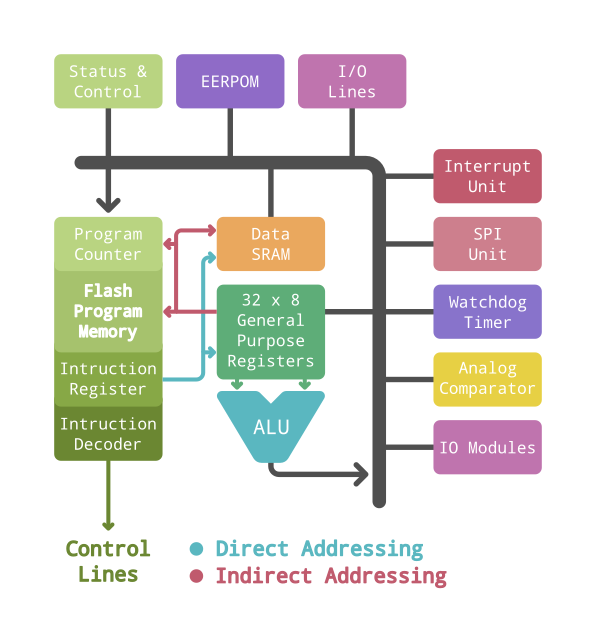 Status &
Control
EERPOM
I/O
Lines
Interrupt
Unit
Program
Counter
Data
SRAM
SPI
Unit
Flash
Program
Memory
32 x 8
General
Purpose
Registers
Watchdog
Timer
Intruction
Register
Analog
Comparator
Intruction
Decoder
ALU
IO Modules
Control
Lines
Direct Addressing
Indirect Addressing